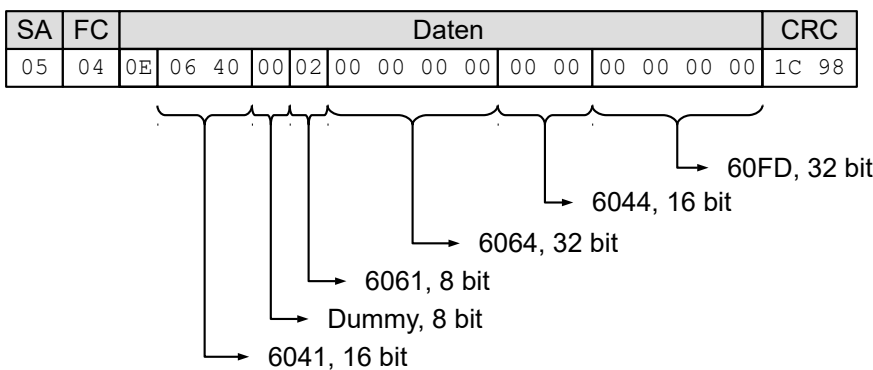 SA FC Daten CRC
05 04 0E 06 40 00 02 00 00 00 00 00 00 00 00 00 00 1C 98
60FD, 32 bit
6044, 16 bit
6064, 32 bit
6061, 8 bit
Dummy, 8 bit
6041, 16 bit